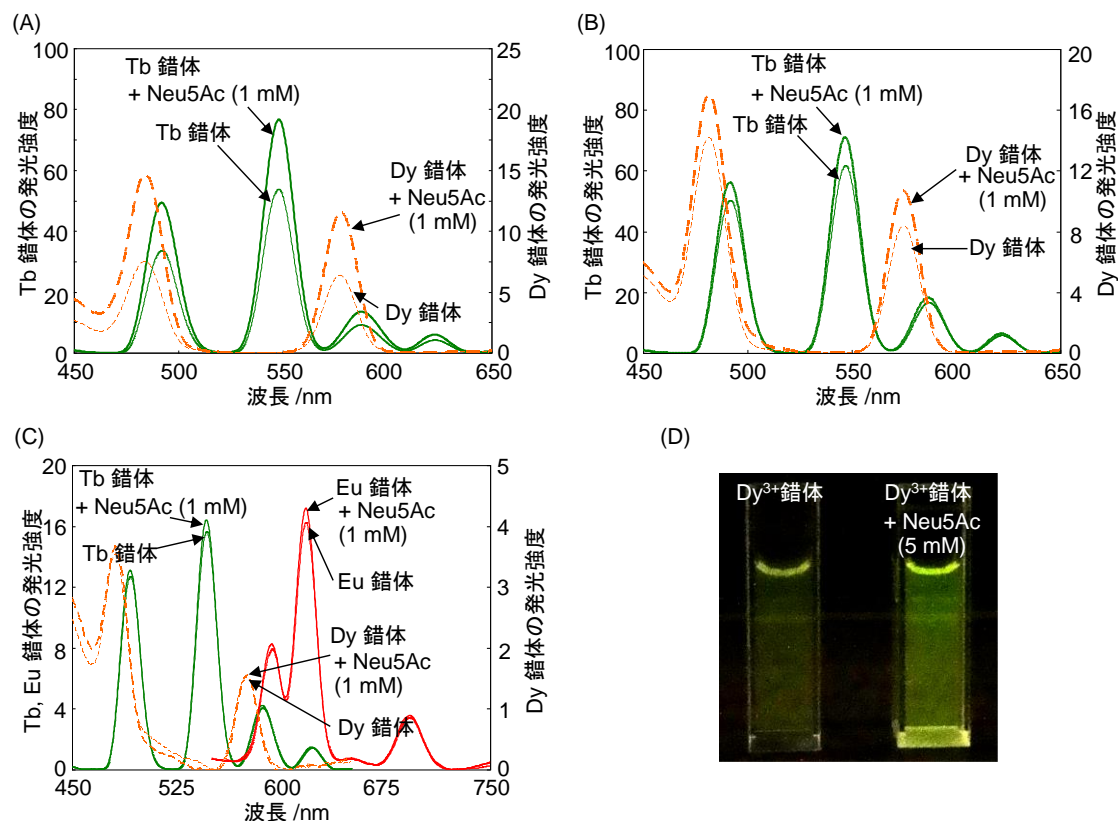 (A)
Tb 錯体の発光強度
100
80
60
40
20
0
Tb 錯体
+ Neu5Ac (1 mM)
Tb 錯体
Dy 錯体
+ Neu5Ac
(1 mM)
Dy 錯体
25
20
15
10
5
0
Dy 錯体の発光強度
450 500 550 600 650
波長 /nm
(B)
Tb 錯体の発光強度
100
80
60
40
20
0
Tb 錯体
+ Neu5Ac (1 mM)
Tb 錯体
Dy 錯体
+ Neu5Ac
(1 mM)
Dy 錯体
20
16
12
8
4
0
Dy 錯体の発光強度
450 500 550 600 650
波長 /nm
(C)
Tb, Eu 錯体の発光強度
20
16
12
8
4
0
Tb 錯体
+ Neu5Ac (1 mM)
Tb 錯体
Eu 錯体
+ Neu5Ac
(1 mM)
Eu 錯体
Dy 錯体
+ Neu5Ac
(1 mM)
Dy 錯体
5
4
3
2
1
0
Dy 錯体の発光強度
450 525 600 675 750
波長 /nm
(D)
Dy³⁺錯体
Dy³⁺錯体
+ Neu5Ac
(5 mM)